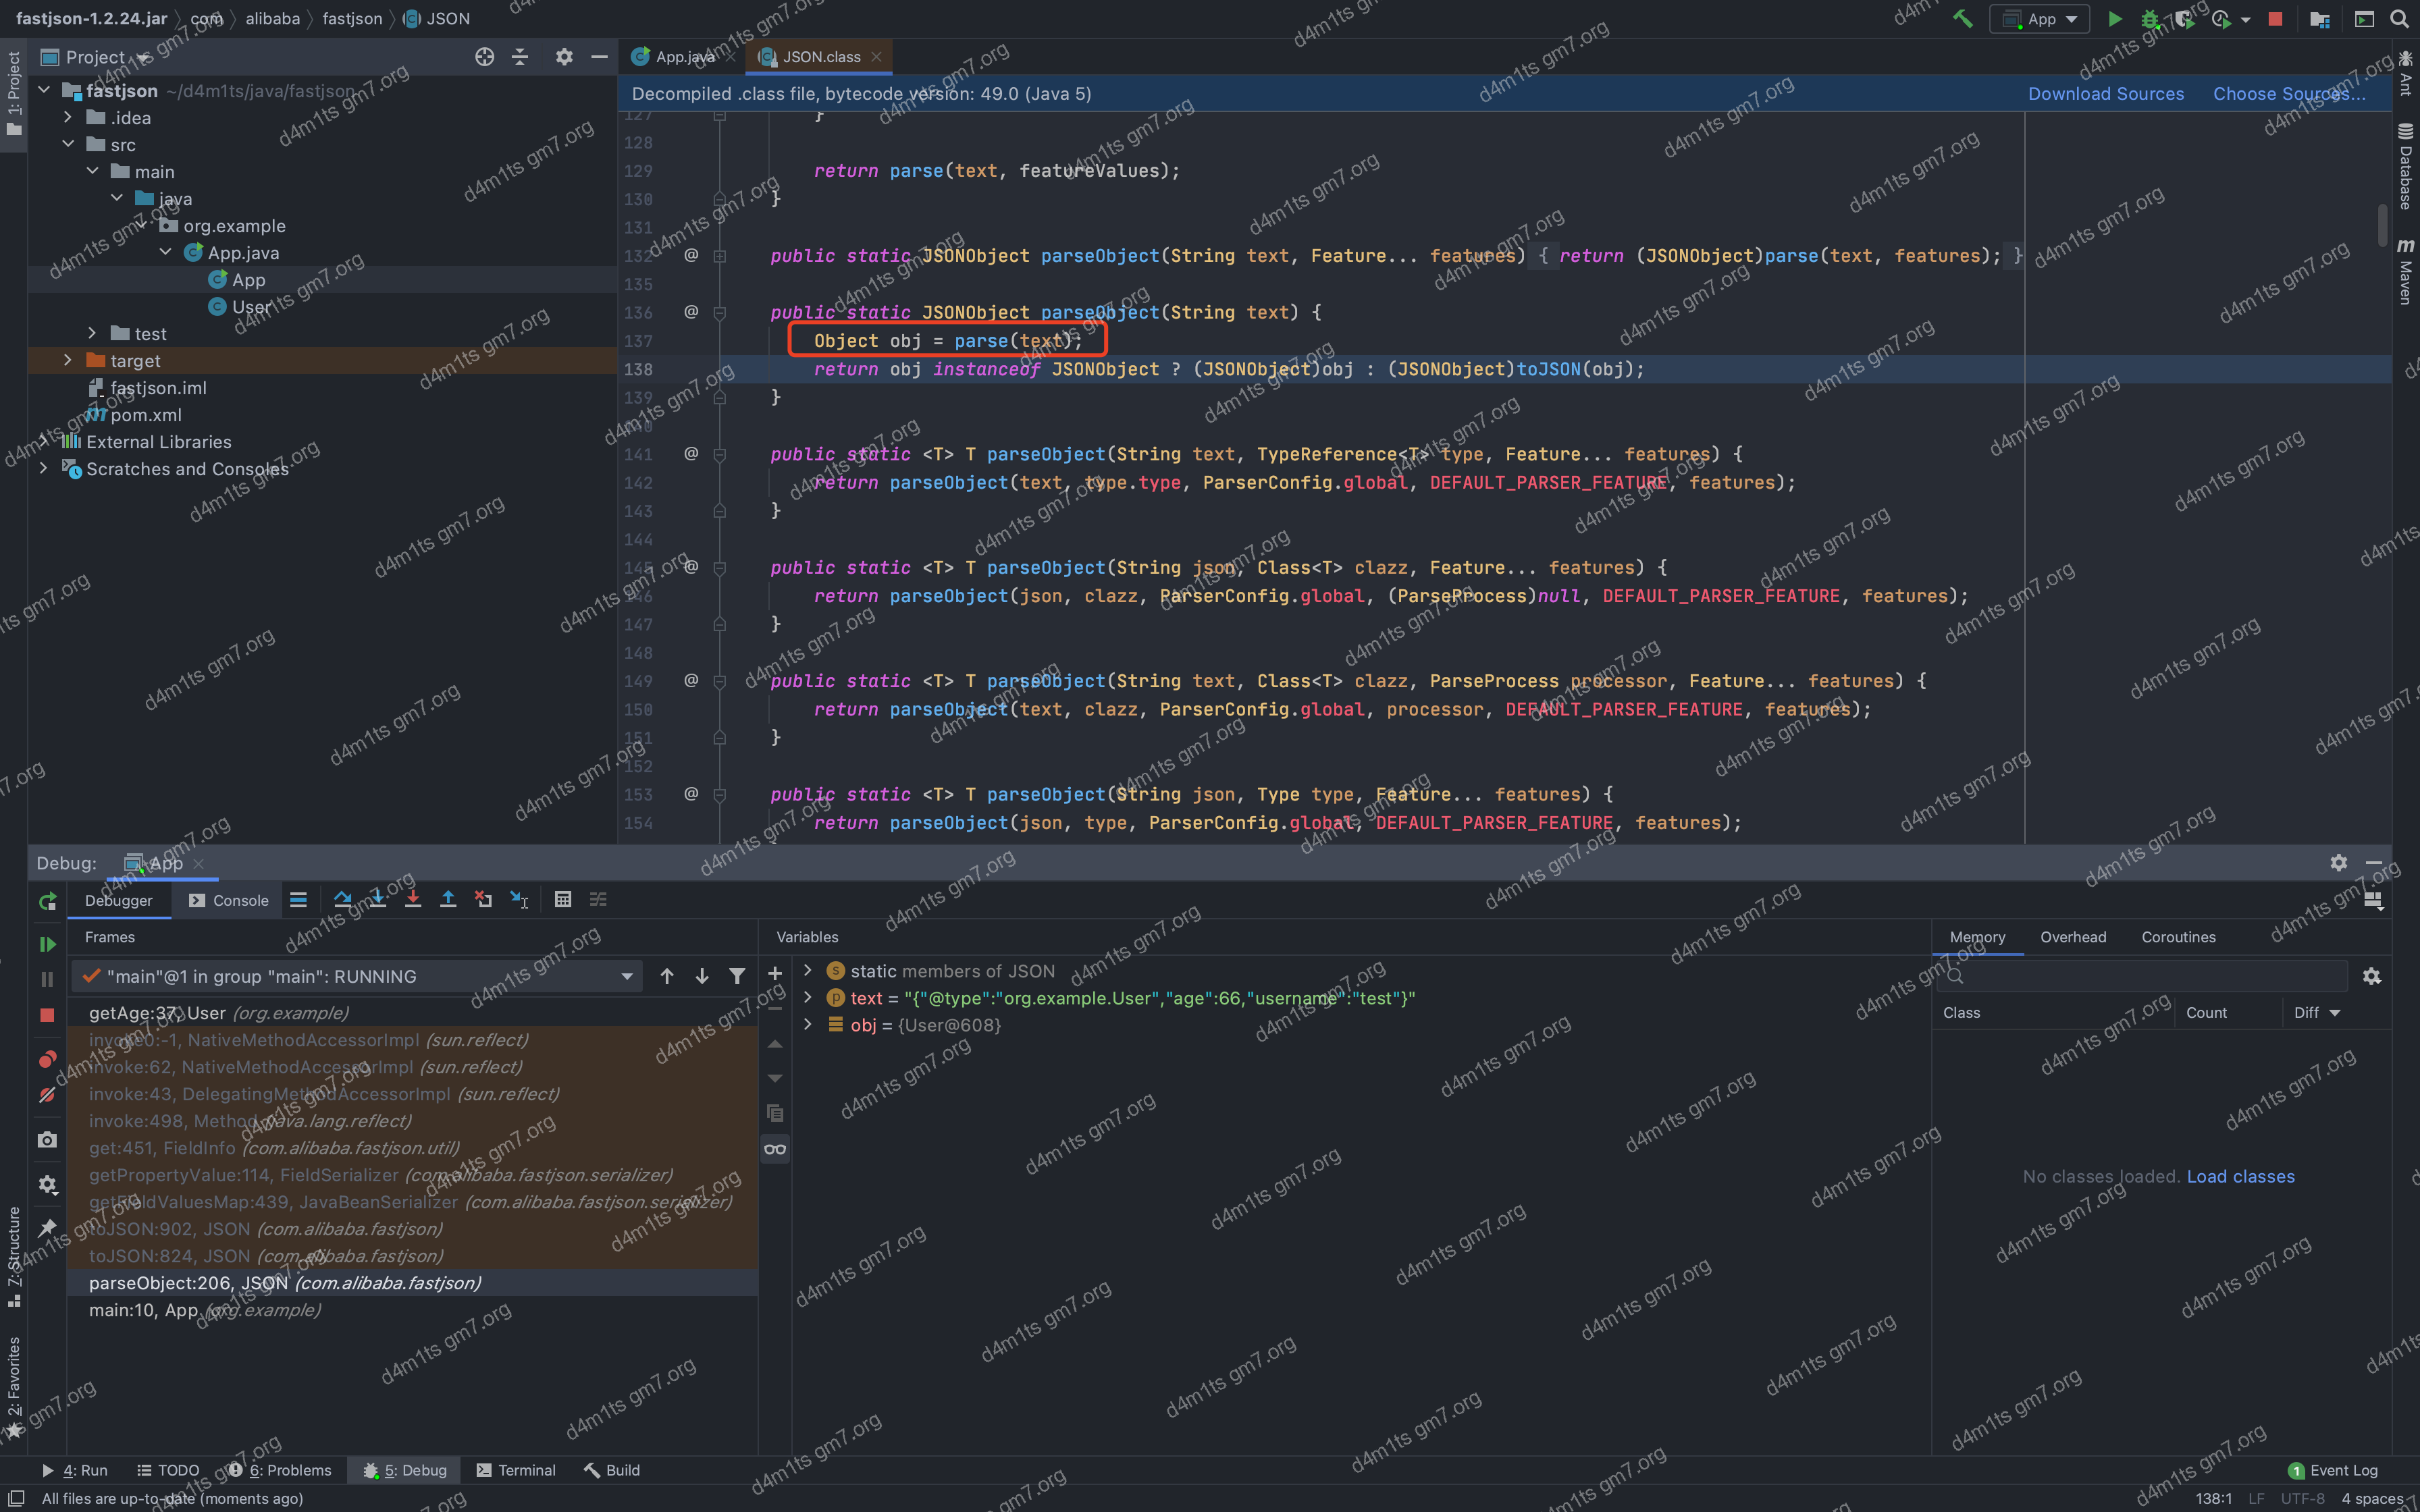 fastjson-1.2.24.jar › com › alibaba › fastjson › JSON
App
Project
fastjson ~/d4m1ts/java/fastjson
.idea
src
main
java
org.example
App.java
App
User
test
target
fastjson.iml
pom.xml
External Libraries
Scratches and Consoles
1: Project
7: Structure
2: Favorites
App.java
JSON.class
Decompiled .class file, bytecode version: 49.0 (Java 5)
Download Sources
Choose Sources...
127 }
128
129 return parse(text, featureValues);
130 }
131
132 @ public static JSONObject parseObject(String text, Feature... features) { return (JSONObject)parse(text, features); }
135
136 @ public static JSONObject parseObject(String text) {
137 Object obj = parse(text);
138 return obj instanceof JSONObject ? (JSONObject)obj : (JSONObject)toJSON(obj);
139 }
140
141 @ public static <T> T parseObject(String text, TypeReference<T> type, Feature... features) {
142 return parseObject(text, type.type, ParserConfig.global, DEFAULT_PARSER_FEATURE, features);
143 }
144
145 @ public static <T> T parseObject(String json, Class<T> clazz, Feature... features) {
146 return parseObject(json, clazz, ParserConfig.global, (ParseProcess)null, DEFAULT_PARSER_FEATURE, features);
147 }
148
149 @ public static <T> T parseObject(String text, Class<T> clazz, ParseProcess processor, Feature... features) {
150 return parseObject(text, clazz, ParserConfig.global, processor, DEFAULT_PARSER_FEATURE, features);
151 }
152
153 @ public static <T> T parseObject(String json, Type type, Feature... features) {
154 return parseObject(json, type, ParserConfig.global, DEFAULT_PARSER_FEATURE, features);
Ant
Database
Maven
Debug: App
Debugger
Console
Frames
"main"@1 in group "main": RUNNING
getAge:37, User (org.example)
invoke0:-1, NativeMethodAccessorImpl (sun.reflect)
invoke:62, NativeMethodAccessorImpl (sun.reflect)
invoke:43, DelegatingMethodAccessorImpl (sun.reflect)
invoke:498, Method (java.lang.reflect)
get:451, FieldInfo (com.alibaba.fastjson.util)
getPropertyValue:114, FieldSerializer (com.alibaba.fastjson.serializer)
getFieldValuesMap:439, JavaBeanSerializer (com.alibaba.fastjson.serializer)
toJSON:902, JSON (com.alibaba.fastjson)
toJSON:824, JSON (com.alibaba.fastjson)
parseObject:206, JSON (com.alibaba.fastjson)
main:10, App (org.example)
Variables
static members of JSON
text = "{"@type":"org.example.User","age":66,"username":"test"}"
obj = {User@608}
Memory
Overhead
Coroutines
Class
Count
Diff
No classes loaded. Load classes
4: Run
TODO
6: Problems
5: Debug
Terminal
Build
1 Event Log
All files are up-to-date (moments ago)
138:1 LF UTF-8 4 spaces
d4m1ts gm7.org